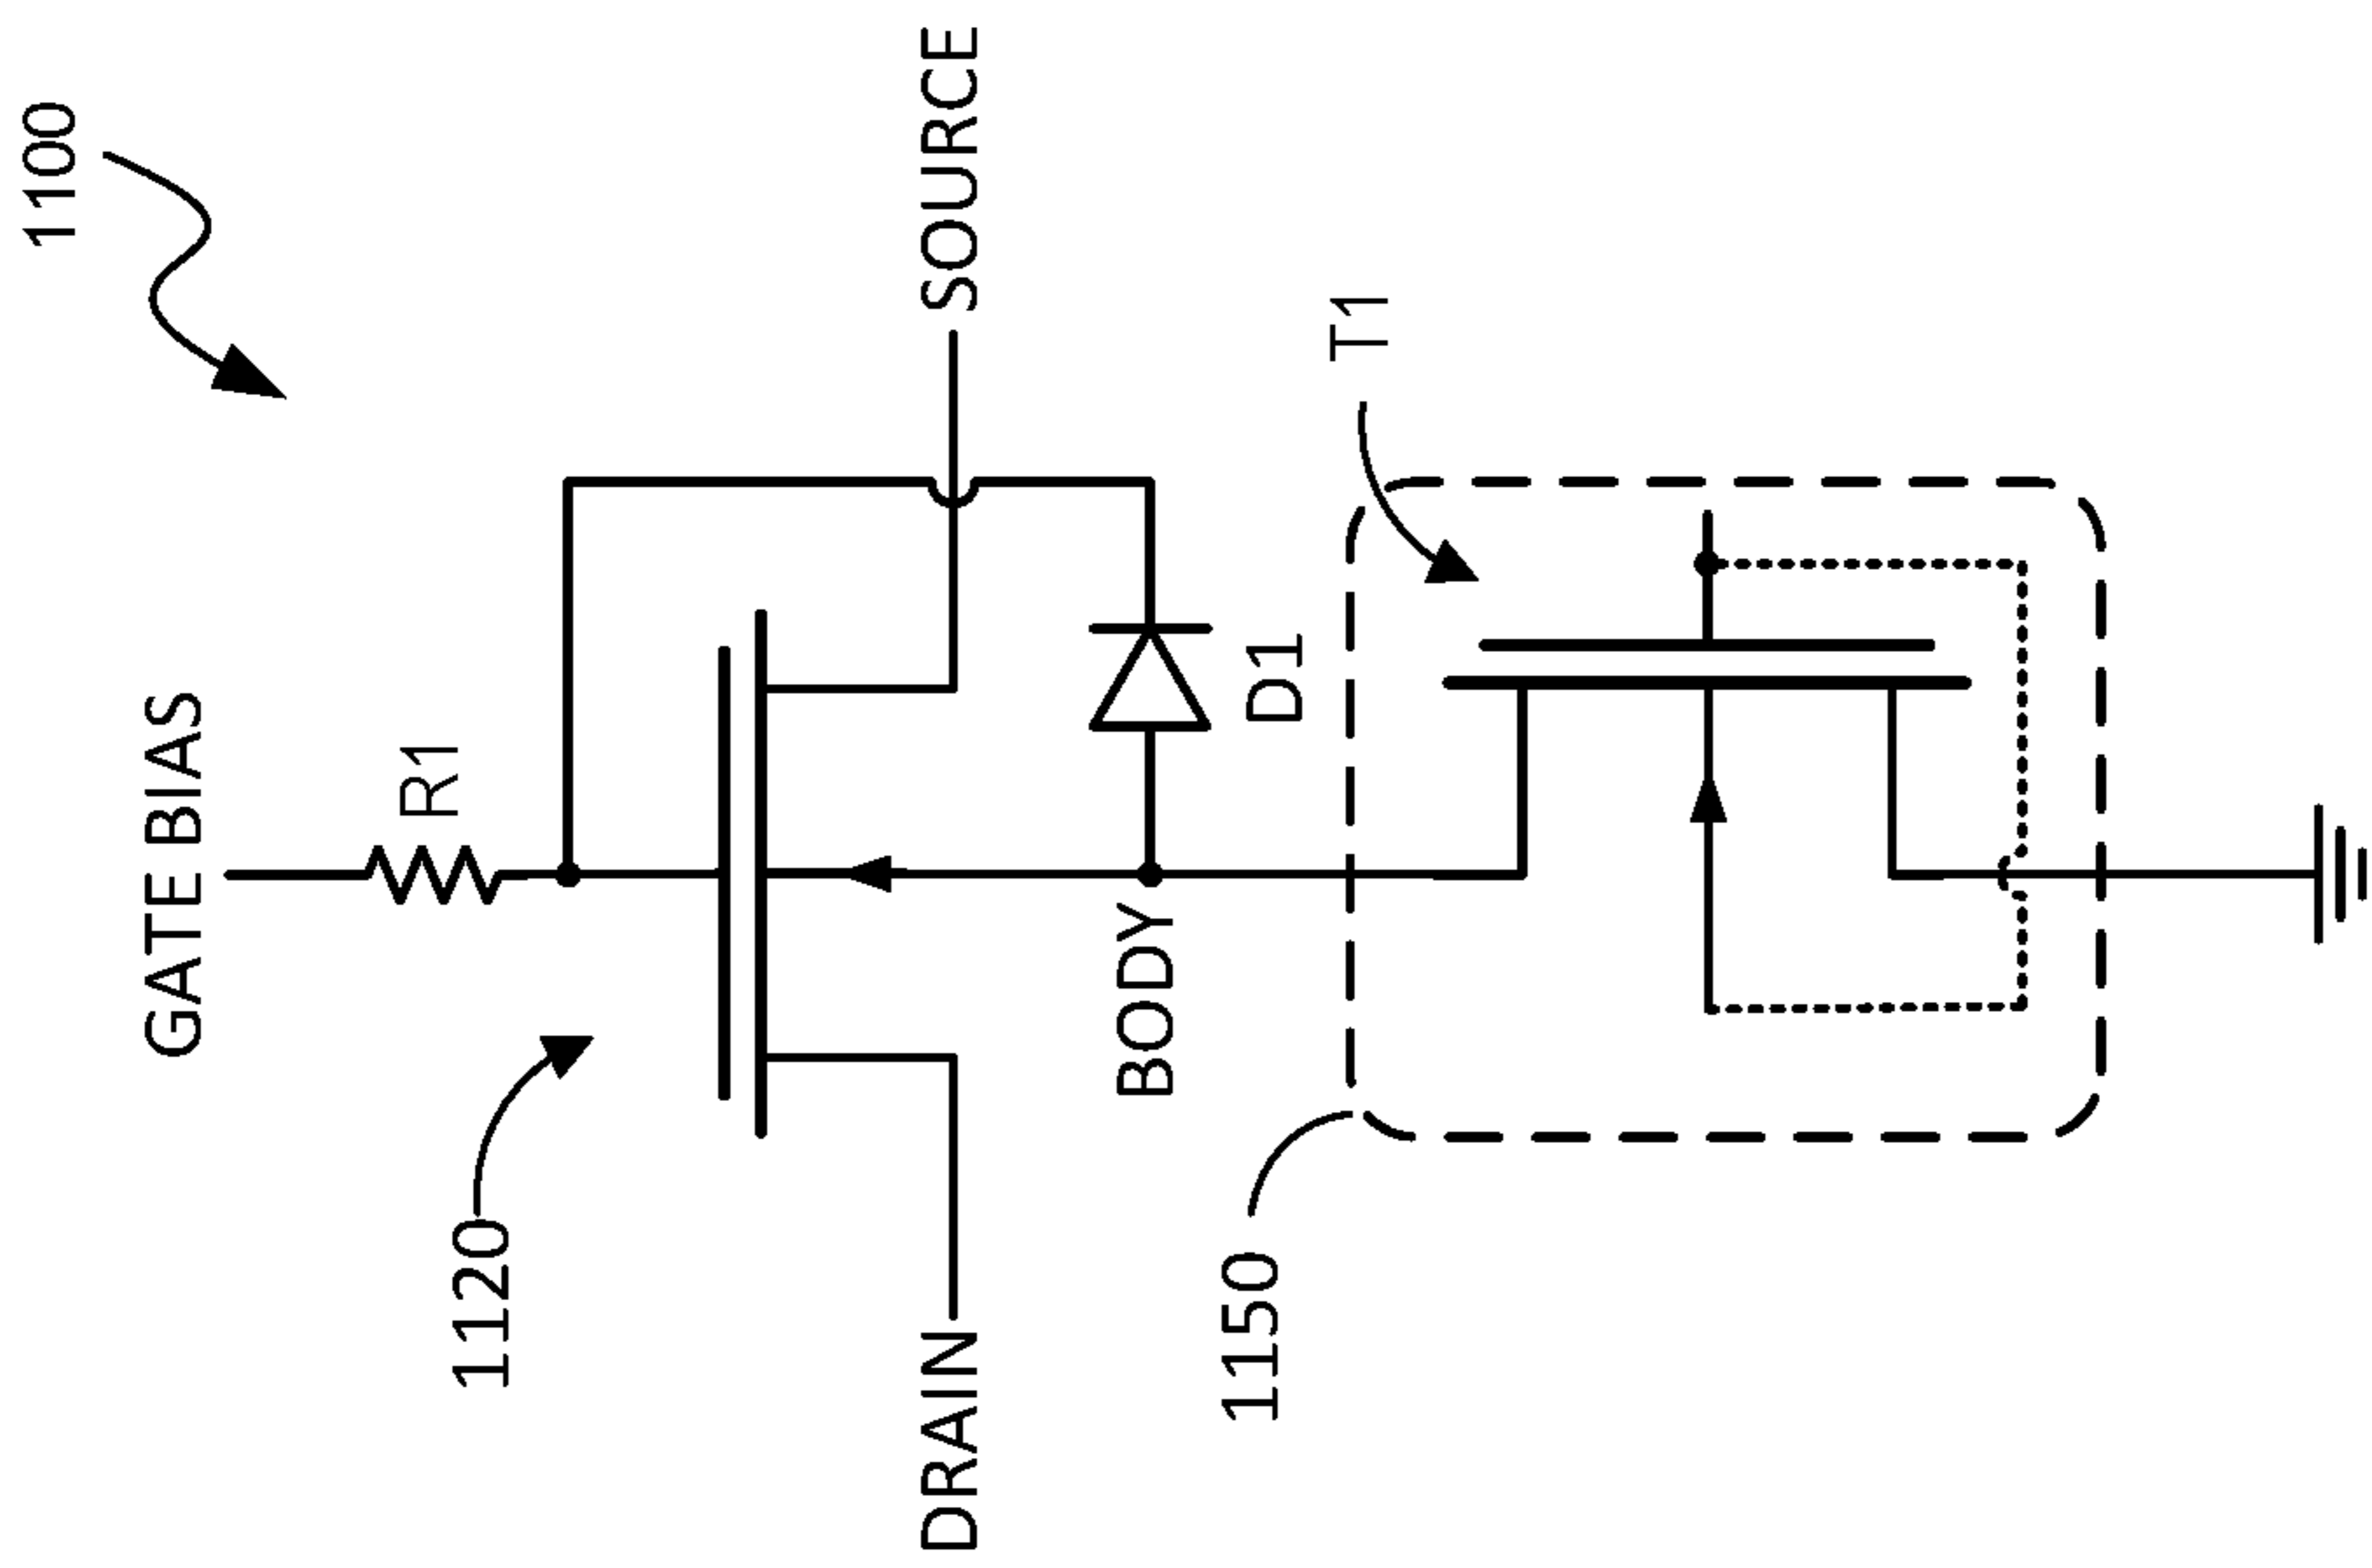 1100
GATE BIAS
R1
1120
SOURCE
DRAIN
D1
BODY
T1
1150